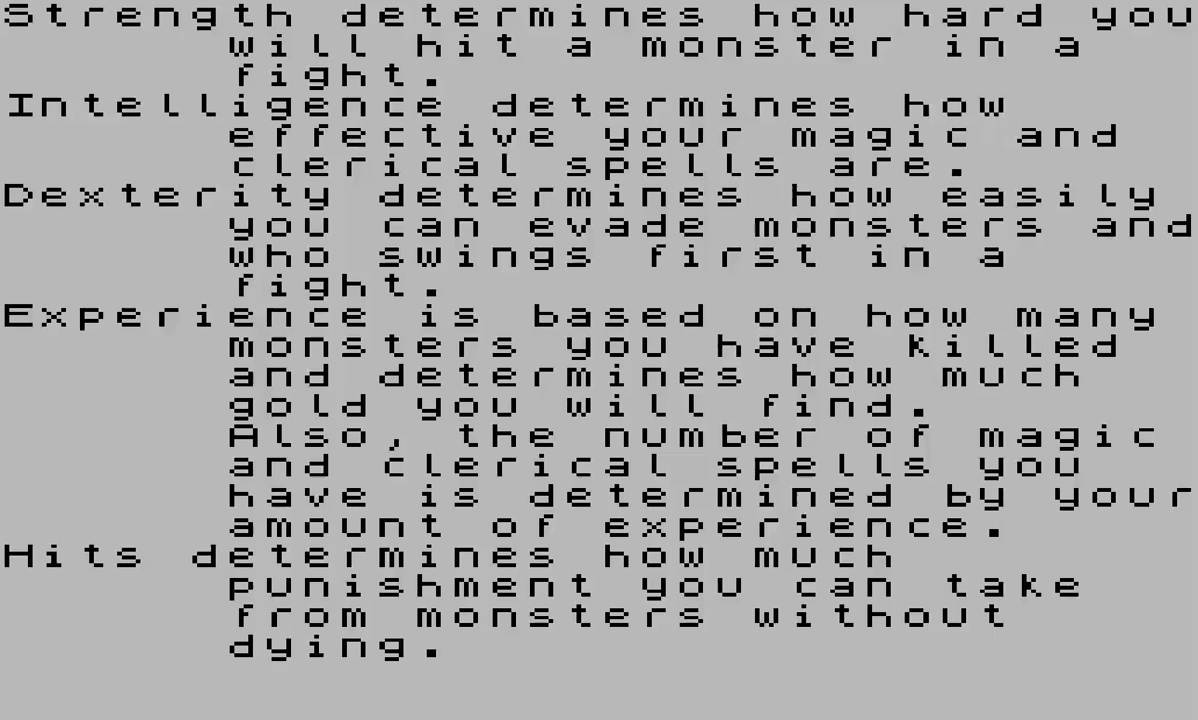 Strength determines how hard you
will hit a monster in a
fight.
Intelligence determines how
effective your magic and
clerical spells are.
Dexterity determines how easily
you can evade monsters and
who swings first in a
fight.
Experience is based on how many
monsters you have killed
and determines how much
gold you will find.
Also, the number of magic
and clerical spells you
have is determined by your
amount of experience.
Hits determines how much
punishment you can take
from monsters without
dying.